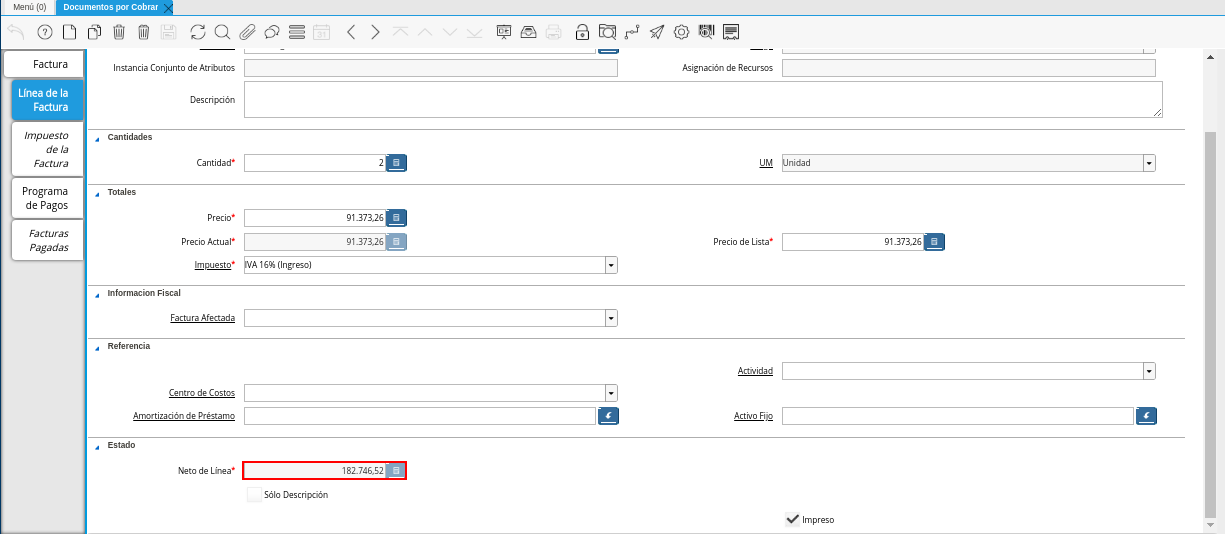 Menú (0)
Documentos por Cobrar
Factura
Línea de la
Factura
Impuesto
de la
Factura
Programa
de Pagos
Facturas
Pagadas
Instancia Conjunto de Atributos
Asignación de Recursos
Descripción
Cantidades
Cantidad* 2
UM Unidad
Totales
Precio* 91.373,26
Precio Actual* 91.373,26
Precio de Lista* 91.373,26
Impuesto* IVA 16% (Ingreso)
Informacion Fiscal
Factura Afectada
Referencia
Actividad
Centro de Costos
Amortización de Préstamo
Activo Fijo
Estado
Neto de Línea* 182.746,52
Sólo Descripción
Impreso